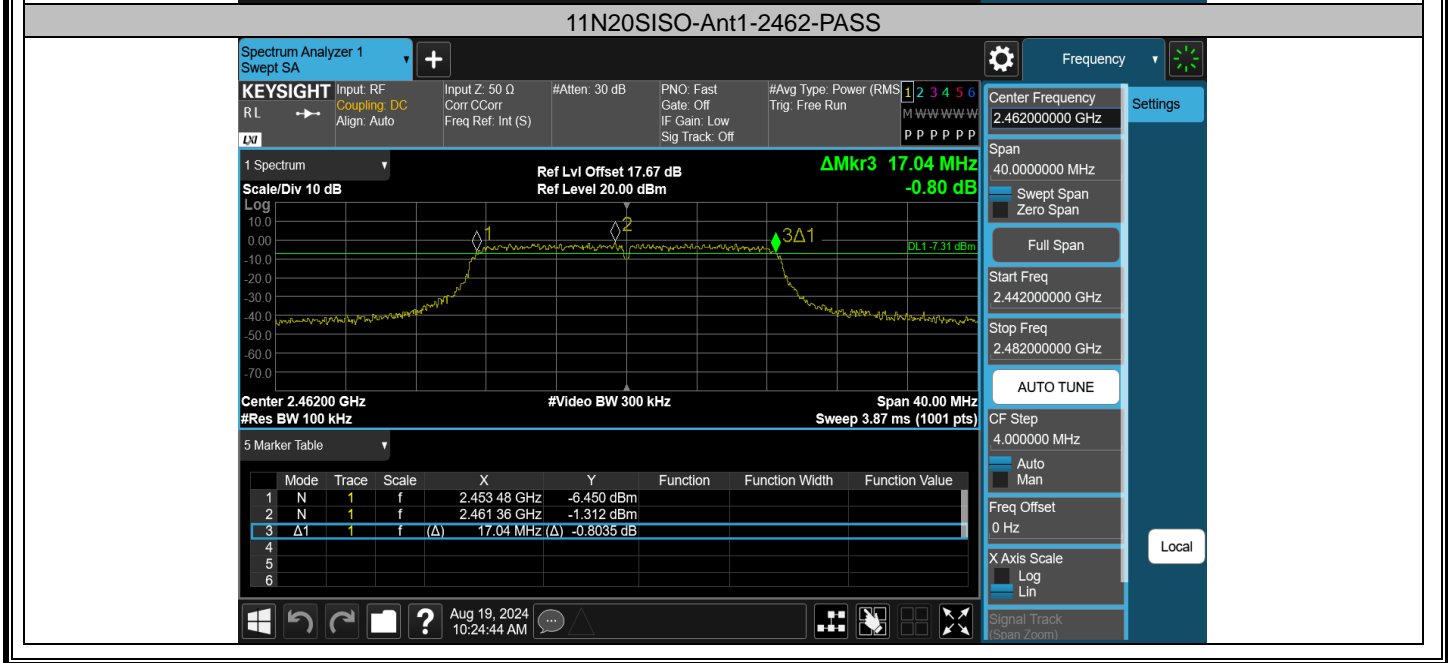 11N20SISO-Ant1-2462-PASS
Spectrum Analyzer 1
Swept SA
+
Frequency
KEYSIGHT
R L
LXI
Input: RF
Coupling: DC
Align: Auto
Input Z: 50 Ω
Corr CCorr
Freq Ref: Int (S)
#Atten: 30 dB
PNO: Fast
Gate: Off
IF Gain: Low
Sig Track: Off
#Avg Type: Power (RMS
Trig: Free Run
1 2 3 4 5 6
M W W W W W
P P P P P P
1 Spectrum
Scale/Div 10 dB
Ref Lvl Offset 17.67 dB
Ref Level 20.00 dBm
ΔMkr3 17.04 MHz
-0.80 dB
Log
10.0
0.00
-10.0
-20.0
-30.0
-40.0
-50.0
-60.0
-70.0
1
2
3Δ1
DL1 -7.31 dBm
Center 2.46200 GHz
#Res BW 100 kHz
#Video BW 300 kHz
Span 40.00 MHz
Sweep 3.87 ms (1001 pts)
5 Marker Table
Mode Trace Scale X Y Function Function Width Function Value
1 N 1 f 2.453 48 GHz -6.450 dBm
2 N 1 f 2.461 36 GHz -1.312 dBm
3 Δ1 1 f (Δ) 17.04 MHz (Δ) -0.8035 dB
4
5
6
?
Aug 19, 2024
10:24:44 AM
Center Frequency
2.462000000 GHz
Settings
Span
40.0000000 MHz
Swept Span
Zero Span
Full Span
Start Freq
2.442000000 GHz
Stop Freq
2.482000000 GHz
AUTO TUNE
CF Step
4.000000 MHz
Auto
Man
Freq Offset
0 Hz
X Axis Scale
Log
Lin
Local
Signal Track
(Span Zoom)